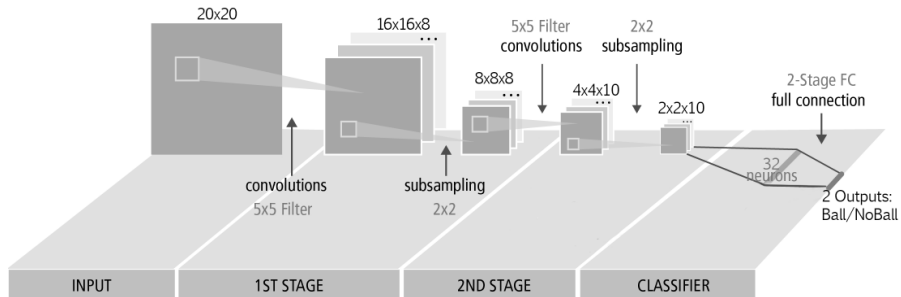 20x20
16x16x8
...
5x5 Filter
convolutions
2x2
subsampling
8x8x8
...
4x4x10
...
2x2x10
...
2-Stage FC
full connection
convolutions
5x5 Filter
subsampling
2x2
32
neurons
2 Outputs:
Ball/NoBall
INPUT
1ST STAGE
2ND STAGE
CLASSIFIER